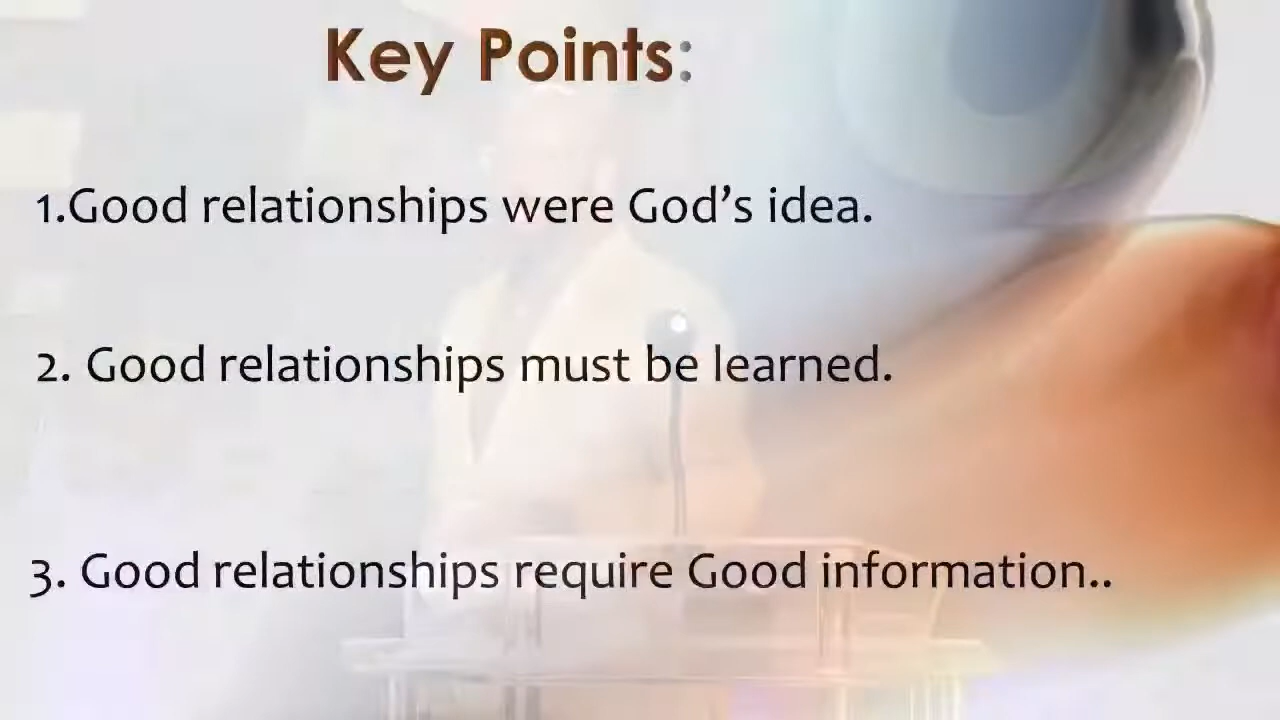 Key Points:
1.Good relationships were God’s idea.
2. Good relationships must be learned.
3. Good relationships require Good information..